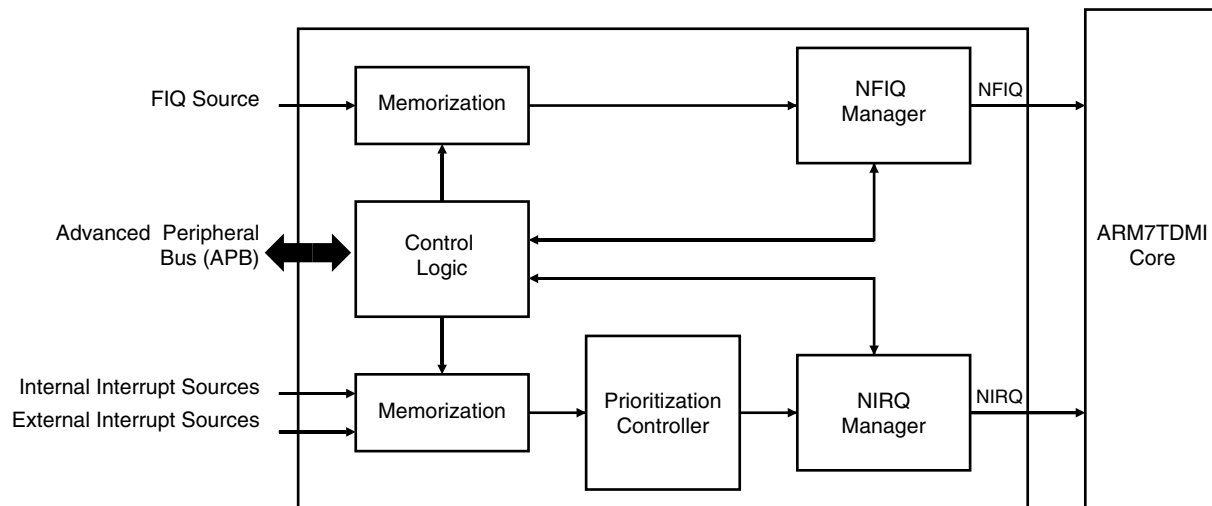 FIQ Source
Memorization
NFIQ
Manager
NFIQ
Advanced Peripheral
Bus (APB)
Control
Logic
ARM7TDMI
Core
Internal Interrupt Sources
External Interrupt Sources
Memorization
Prioritization
Controller
NIRQ
Manager
NIRQ